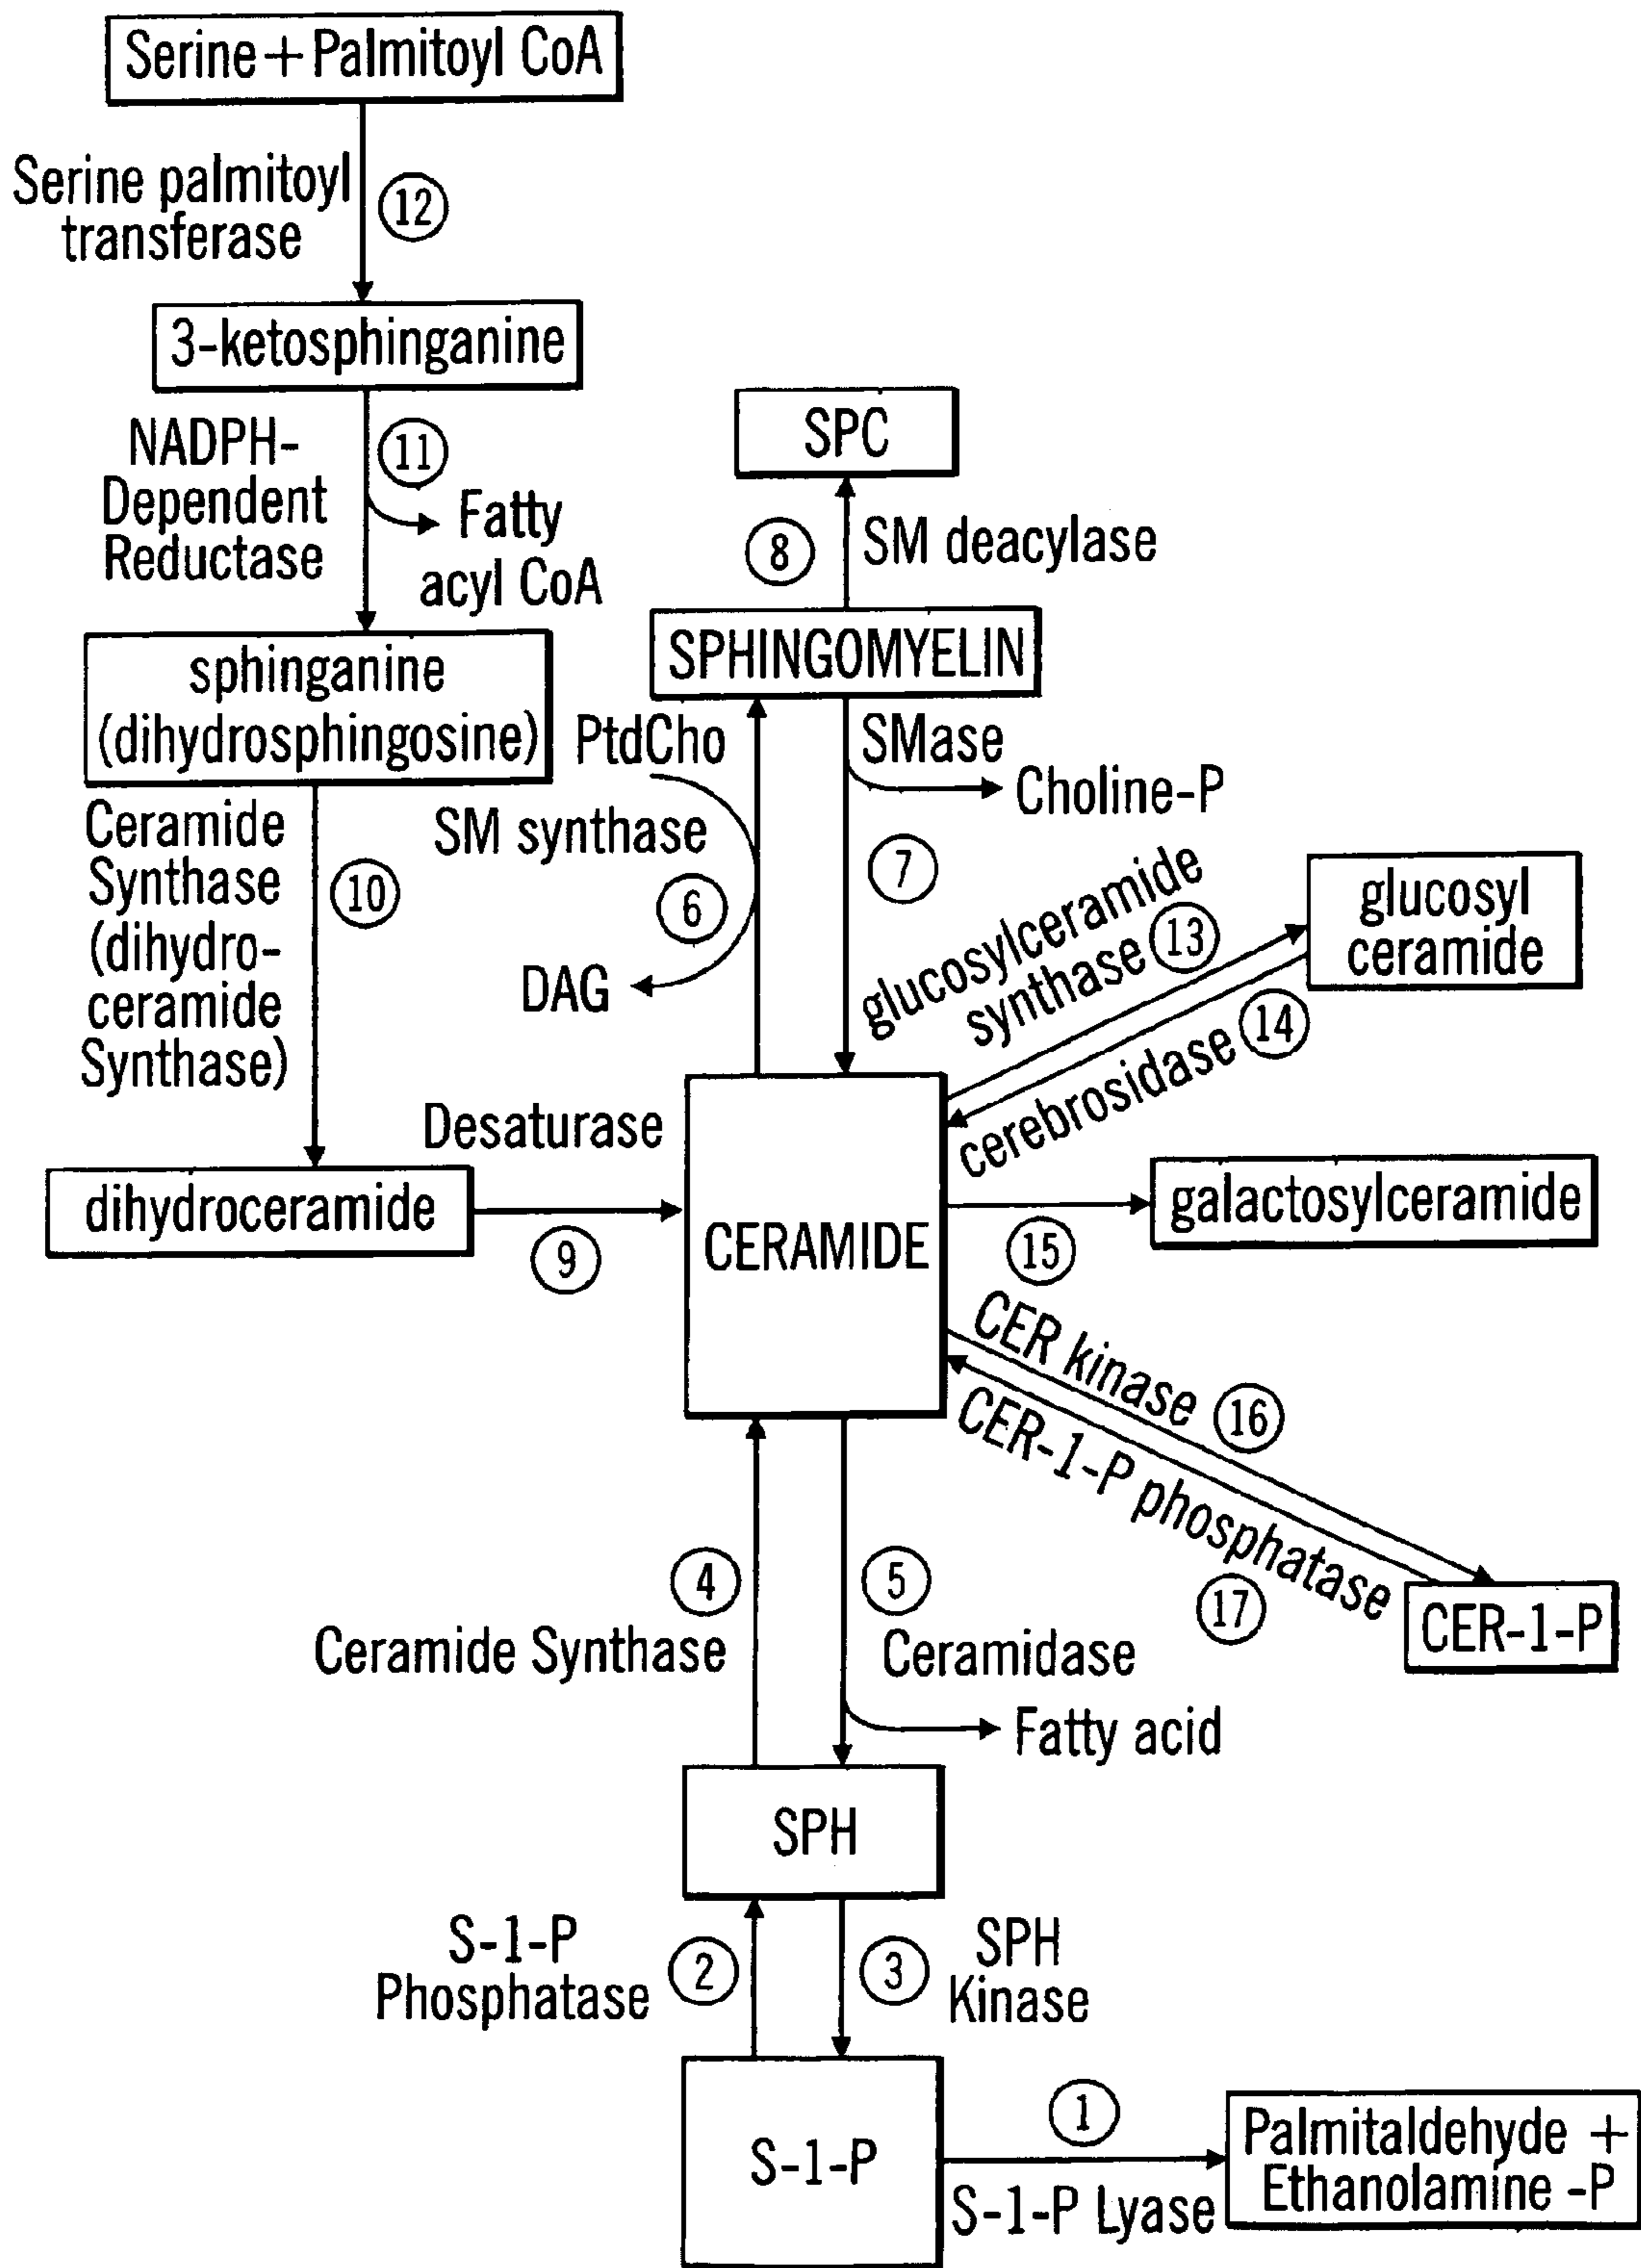 Serine + Palmitoyl CoA
Serine palmitoyl
transferase
12
3-ketosphinganine
NADPH-
Dependent
Reductase
11
Fatty
acyl CoA
SPC
8
SM deacylase
sphinganine
(dihydrosphingosine)
SPHINGOMYELIN
PtdCho
SMase
Choline-P
Ceramide
Synthase
(dihydro-
ceramide
Synthase)
10
SM synthase
6
DAG
7
glucosylceramide
synthase 13
glucosyl
ceramide
cerebrosidase 14
Desaturase
dihydroceramide
9
CERAMIDE
galactosylceramide
15
CER kinase 16
CER-1-P phosphatase
17
CER-1-P
4
5
Ceramide Synthase
Ceramidase
Fatty acid
SPH
S-1-P
Phosphatase
2
3
SPH
Kinase
S-1-P
1
S-1-P Lyase
Palmitaldehyde +
Ethanolamine -P